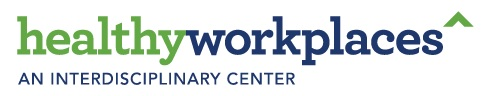 healthyworkplaces
AN INTERDISCIPLINARY CENTER